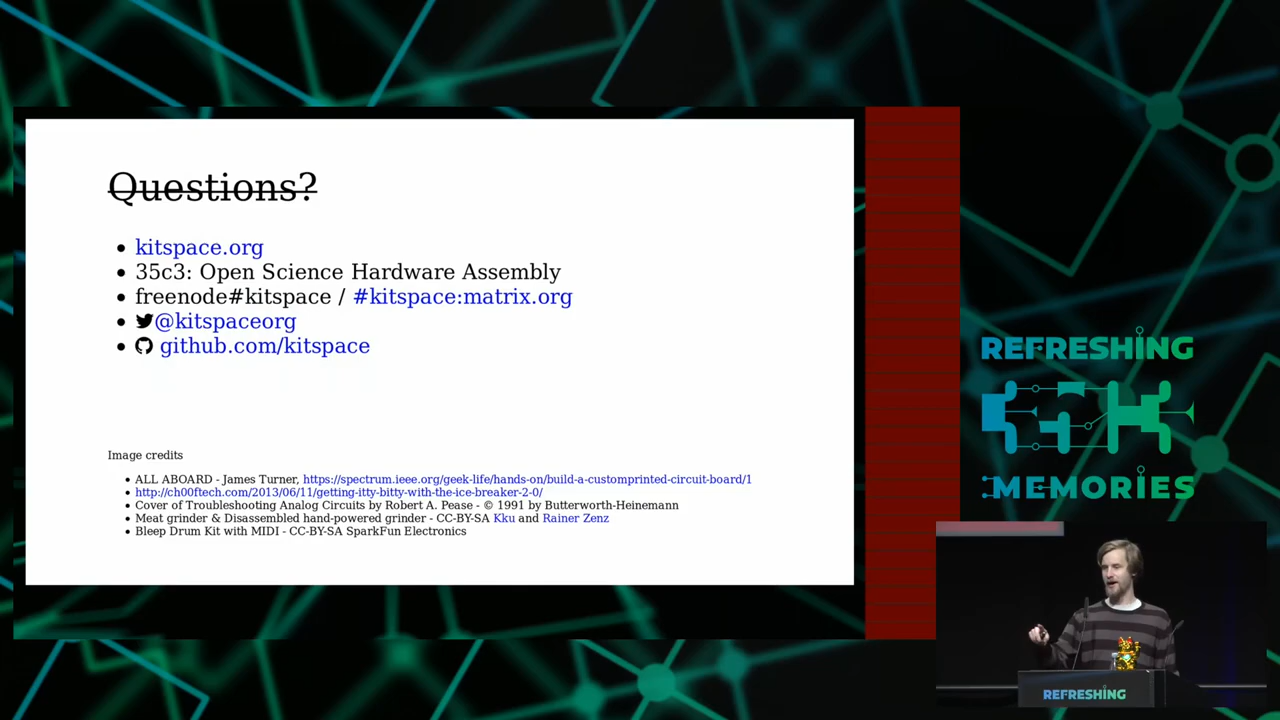 Questions?
kitspace.org
35c3: Open Science Hardware Assembly
freenode#kitspace / #kitspace:matrix.org
@kitspaceorg
github.com/kitspace
Image credits
ALL ABOARD - James Turner, https://spectrum.ieee.org/geek-life/hands-on/build-a-customprinted-circuit-board/1
http://ch00ftech.com/2013/06/11/getting-itty-bitty-with-the-ice-breaker-2-0/
Cover of Troubleshooting Analog Circuits by Robert A. Pease - © 1991 by Butterworth-Heinemann
Meat grinder & Disassembled hand-powered grinder - CC-BY-SA Kku and Rainer Zenz
Bleep Drum Kit with MIDI - CC-BY-SA SparkFun Electronics
REFRESHING
MEMORIES
REFRESHING